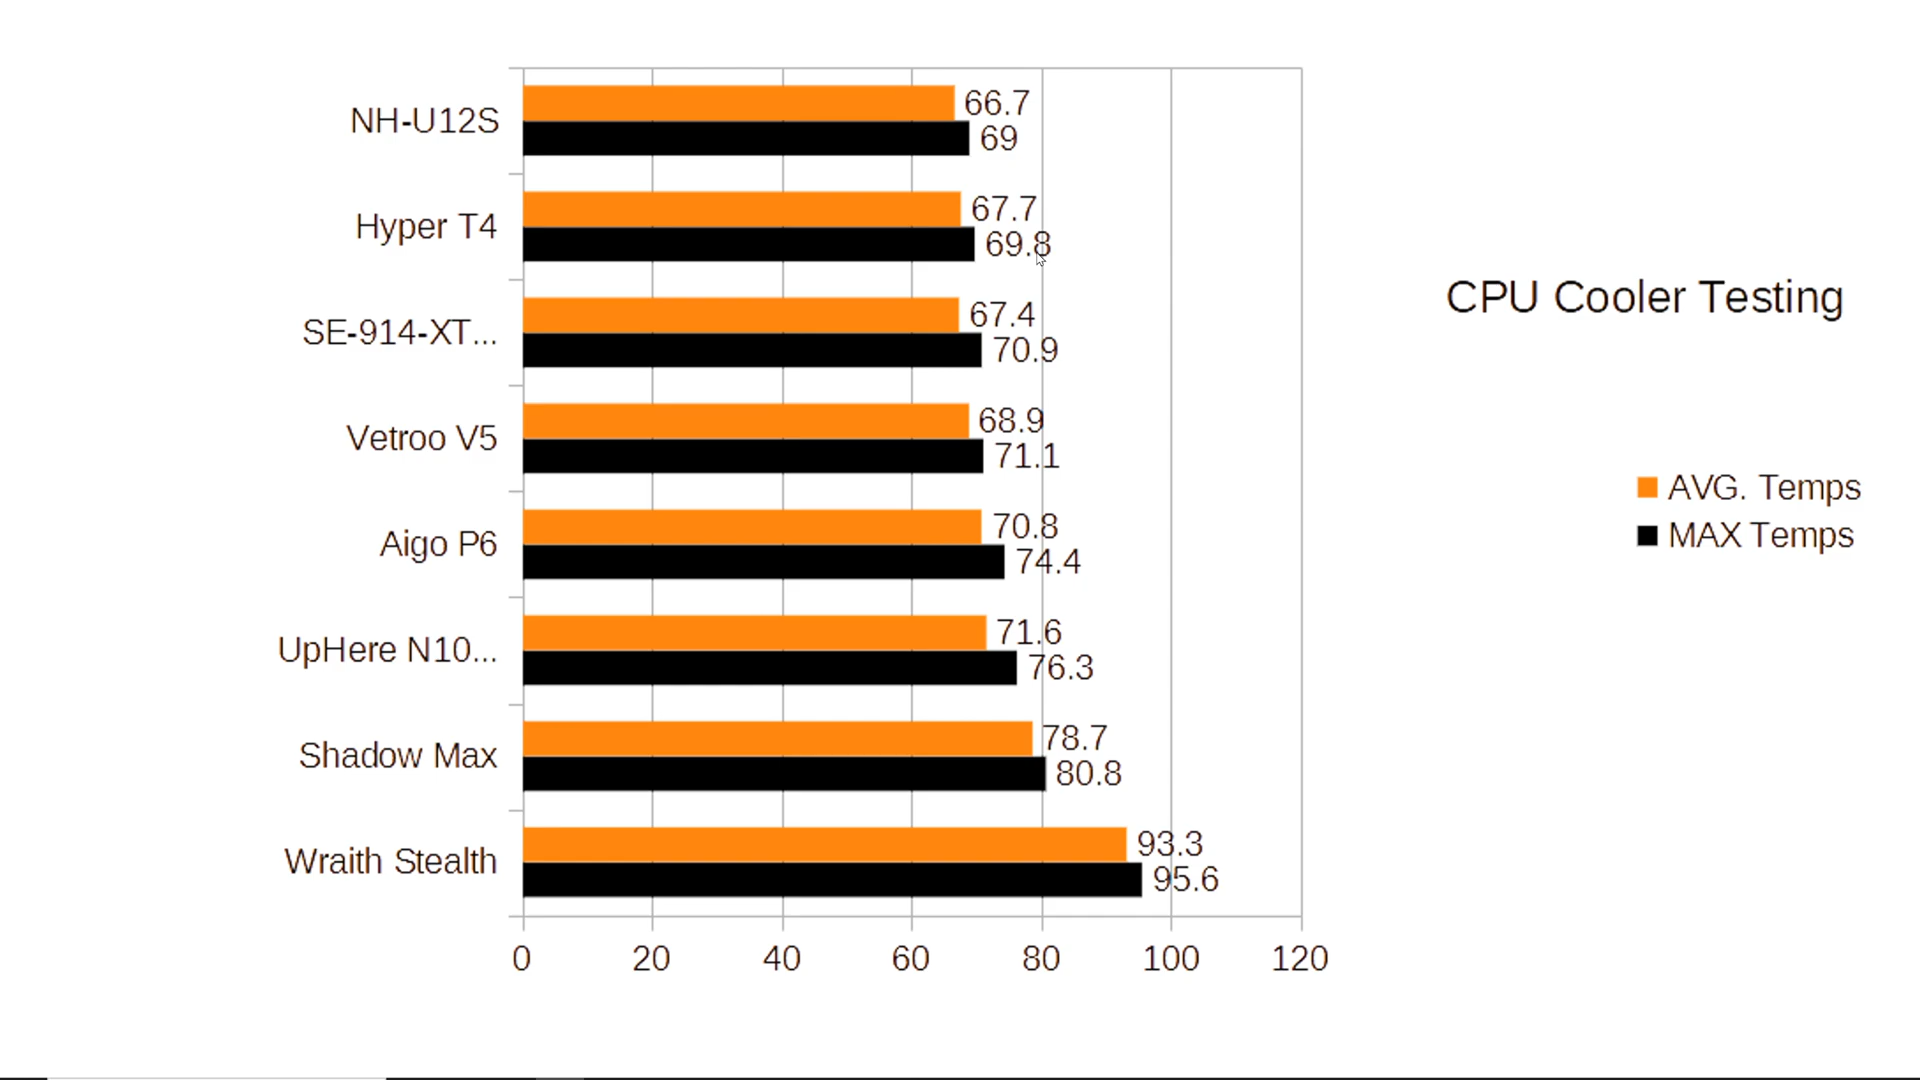 NH-U12S
66.7
69
Hyper T4
67.7
69.8
SE-914-XT...
67.4
70.9
Vetroo V5
68.9
71.1
Aigo P6
70.8
74.4
UpHere N10...
71.6
76.3
Shadow Max
78.7
80.8
Wraith Stealth
93.3
95.6
0 20 40 60 80 100 120
CPU Cooler Testing
AVG. Temps
MAX Temps